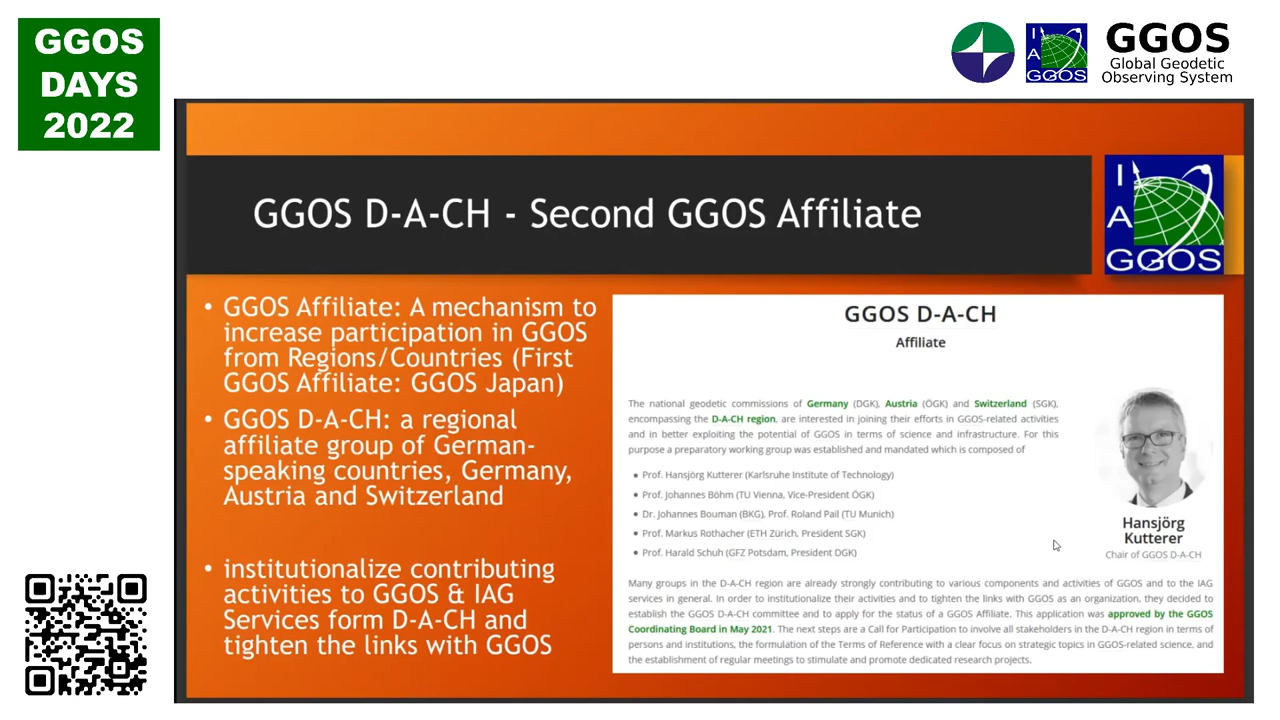 GGOS
DAYS
2022
I
A
GGOS
GGOS
Global Geodetic
Observing System
GGOS D-A-CH - Second GGOS Affiliate
I
A
GGOS
• GGOS Affiliate: A mechanism to
increase participation in GGOS
from Regions/Countries (First
GGOS Affiliate: GGOS Japan)
• GGOS D-A-CH: a regional
affiliate group of German-
speaking countries, Germany,
Austria and Switzerland
• institutionalize contributing
activities to GGOS & IAG
Services form D-A-CH and
tighten the links with GGOS
GGOS D-A-CH
Affiliate
The national geodetic commissions of Germany (DGK), Austria (ÖGK) and Switzerland (SGK),
encompassing the D-A-CH region, are interested in joining their efforts in GGOS-related activities
and in better exploiting the potential of GGOS in terms of science and infrastructure. For this
purpose a preparatory working group was established and mandated which is composed of
• Prof. Hansjörg Kutterer (Karlsruhe Institute of Technology)
• Prof. Johannes Böhm (TU Vienna, Vice-President ÖGK)
• Dr. Johannes Bouman (BKG), Prof. Roland Pail (TU Munich)
• Prof. Markus Rothacher (ETH Zürich, President SGK)
• Prof. Harald Schuh (GFZ Potsdam, President DGK)
Hansjörg
Kutterer
Chair of GGOS D-A-CH
Many groups in the D-A-CH region are already strongly contributing to various components and activities of GGOS and to the IAG
services in general. In order to institutionalize their activities and to tighten the links with GGOS as an organization, they decided to
establish the GGOS D-A-CH committee and to apply for the status of a GGOS Affiliate. This application was approved by the GGOS
Coordinating Board in May 2021. The next steps are a Call for Participation to involve all stakeholders in the D-A-CH region in terms of
persons and institutions, the formulation of the Terms of Reference with a clear focus on strategic topics in GGOS-related science, and
the establishment of regular meetings to stimulate and promote dedicated research projects.